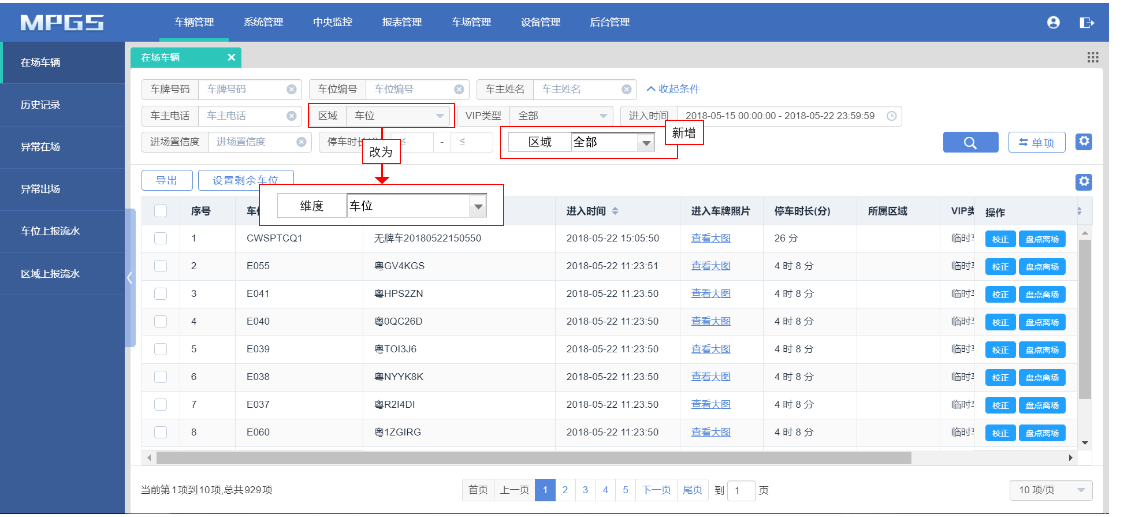 MPGS 车辆管理 系统管理 中央监控 报表管理 车场管理 设备管理 后台管理
在场车辆
历史记录
异常在场
异常出场
车位上报流水
区域上报流水
在场车辆 ×
车牌号码 车牌号码 车位编号 车位编号 车主姓名 车主姓名 收起条件
车主电话 车主电话 区域 车位 VIP类型 全部 进入时间 2018-05-15 00:00:00 - 2018-05-22 23:59:59
进场置信度 进场置信度 停车时长 ≤ - ≤ 区域 全部 新增 单项
改为
导出 设置剩余车位
维度 车位
序号 进入时间 进入车牌照片 停车时长(分) 所属区域 VIP 操作
1 CWSPTCQ1 无牌车20180522150550 2018-05-22 15:05:50 查看大图 26 分 临时 校正 盘点离场
2 E055 粤GV4KGS 2018-05-22 11:23:51 查看大图 4 时 8 分 临时 校正 盘点离场
3 E041 粤HPS2ZN 2018-05-22 11:23:50 查看大图 4 时 8 分 临时 校正 盘点离场
4 E040 粤0QC26D 2018-05-22 11:23:50 查看大图 4 时 8 分 临时 校正 盘点离场
5 E039 粤TOI3J6 2018-05-22 11:23:50 查看大图 4 时 8 分 临时 校正 盘点离场
6 E038 粤NYYK8K 2018-05-22 11:23:50 查看大图 4 时 8 分 临时 校正 盘点离场
7 E037 粤R2I4DI 2018-05-22 11:23:50 查看大图 4 时 8 分 临时 校正 盘点离场
8 E060 粤1ZGIRG 2018-05-22 11:23:50 查看大图 4 时 8 分 临时 校正 盘点离场
当前第1项到10项,总共929项 首页 上一页 1 2 3 4 5 下一页 尾页 到 1 页 10 项/页